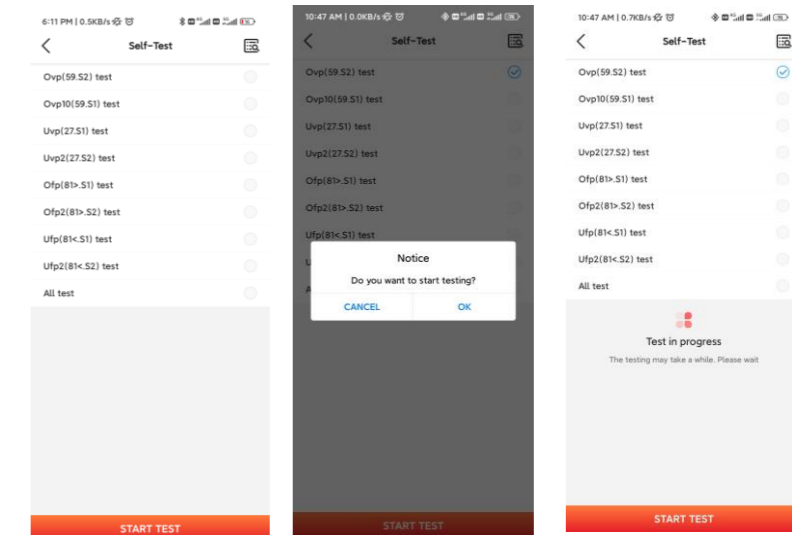 6:11 PM | 0.5KB/s
Self-Test
Ovp(59.S2) test
Ovp10(59.S1) test
Uvp(27.S1) test
Uvp2(27.S2) test
Ofp(81>.S1) test
Ofp2(81>.S2) test
Ufp(81<.S1) test
Ufp2(81<.S2) test
All test
START TEST
10:47 AM | 0.0KB/s
Self-Test
Ovp(59.S2) test
Ovp10(59.S1) test
Uvp(27.S1) test
Uvp2(27.S2) test
Ofp(81>.S1) test
Ofp2(81>.S2) test
Ufp(81<.S1) test
Notice
Do you want to start testing?
CANCEL OK
START TEST
10:47 AM | 0.7KB/s
Self-Test
Ovp(59.S2) test
Ovp10(59.S1) test
Uvp(27.S1) test
Uvp2(27.S2) test
Ofp(81>.S1) test
Ofp2(81>.S2) test
Ufp(81<.S1) test
Ufp2(81<.S2) test
All test
Test in progress
The testing may take a while. Please wait
START TEST